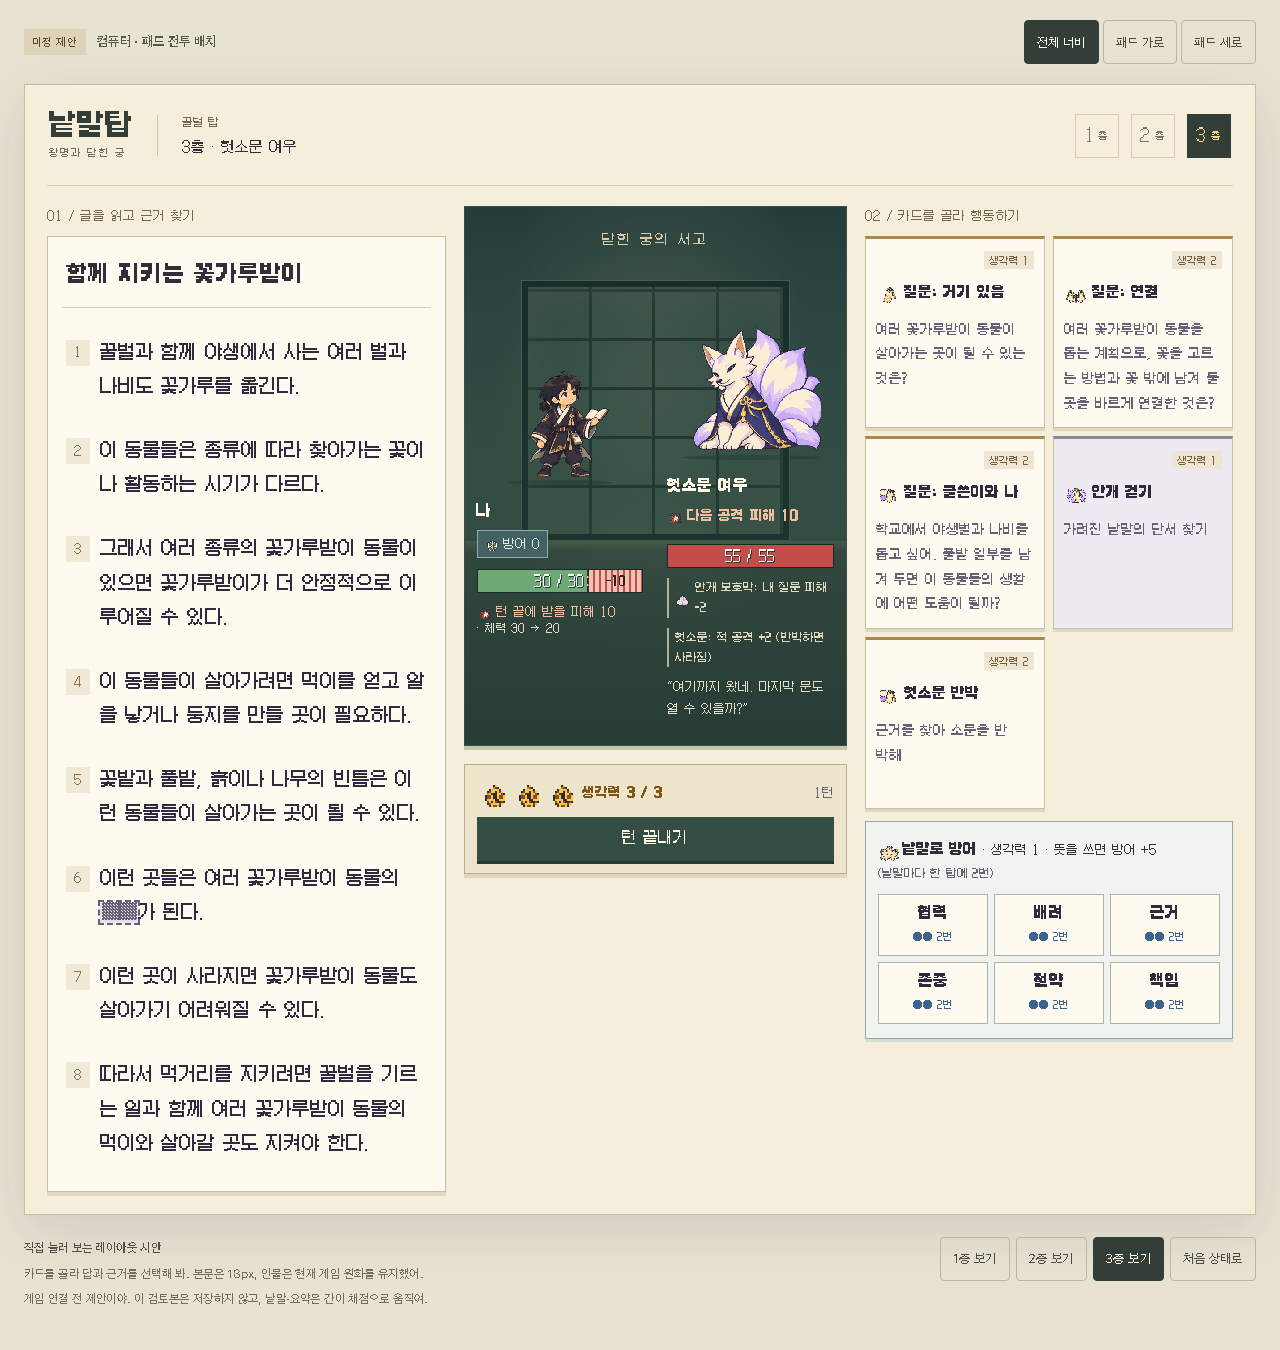 미정 제안
컴퓨터 · 패드 전투 배치
전체 너비
패드 가로
패드 세로
낱말탑
왕명과 닫힌 궁
꿀벌 탑
3층 · 헛소문 여우
1층
2층
3층
01 / 글을 읽고 근거 찾기
함께 지키는 꽃가루받이
1 꿀벌과 함께 야생에서 사는 여러 벌과
나비도 꽃가루를 옮긴다.
2 이 동물들은 종류에 따라 찾아가는 꽃이
나 활동하는 시기가 다르다.
3 그래서 여러 종류의 꽃가루받이 동물이
있으면 꽃가루받이가 더 안정적으로 이
루어질 수 있다.
4 이 동물들이 살아가려면 먹이를 얻고 알
을 낳거나 둥지를 만들 곳이 필요하다.
5 꽃밭과 풀밭, 흙이나 나무의 빈틈은 이
런 동물들이 살아가는 곳이 될 수 있다.
6 이런 곳들은 여러 꽃가루받이 동물의
가 된다.
7 이런 곳이 사라지면 꽃가루받이 동물도
살아가기 어려워질 수 있다.
8 따라서 먹거리를 지키려면 꿀벌을 기르
는 일과 함께 여러 꽃가루받이 동물의
먹이와 살아갈 곳도 지켜야 한다.
닫힌 궁의 서고
나
방어 0
30 / 30 -10
턴 끝에 받을 피해 10
· 체력 30 → 20
헛소문 여우
다음 공격 피해 10
55 / 55
안개 보호막: 내 질문 피해
-2
헛소문: 적 공격 +2 (반박하면
사라짐)
“여기까지 왔네. 마지막 문도
열 수 있을까?”
생각력 3 / 3
1턴
턴 끝내기
02 / 카드를 골라 행동하기
생각력 1
질문: 거기 있음
여러 꽃가루받이 동물이
살아가는 곳이 될 수 있는
것은?
생각력 2
질문: 연결
여러 꽃가루받이 동물을
돕는 계획으로, 꽃을 고르
는 방법과 꽃 밖에 남겨 둘
곳을 바르게 연결한 것은?
생각력 2
질문: 글쓴이와 나
학교에서 야생벌과 나비를
돕고 싶어. 풀밭 일부를 남
겨 두면 이 동물들의 생활
에 어떤 도움이 될까?
생각력 1
안개 걷기
가려진 낱말의 단서 찾기
생각력 2
헛소문 반박
근거를 찾아 소문을 반
박해
낱말로 방어 · 생각력 1 · 뜻을 쓰면 방어 +5
(낱말마다 한 탑에 2번)
협력
2번
배려
2번
근거
2번
존중
2번
절약
2번
책임
2번
직접 눌러 보는 레이아웃 시안
카드를 골라 답과 근거를 선택해 봐. 본문은 18px, 인물은 현재 게임 원화를 유지했어.
게임 연결 전 제안이야. 이 검토본은 저장하지 않고, 낱말·요약은 간이 채점으로 움직여.
1층 보기
2층 보기
3층 보기
처음 상태로